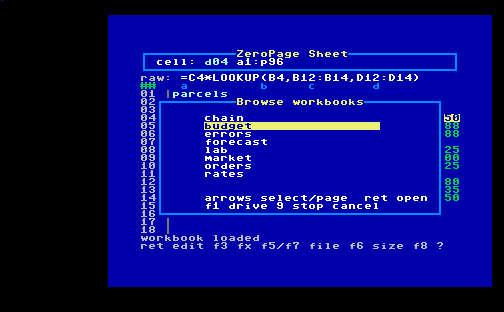 ZeroPage Sheet
cell: d04 a1:p96
raw: =C4*LOOKUP(B4,B12:B14,D12:D14)
## a b c d
01 parcels
02 Browse workbooks
03
04 chain 50
05 budget 88
06 errors 88
07 forecast
08 lab 25
09 market 00
10 orders 25
11 rates
12 80
13 35
14 arrows select/page ret open 50
15 f1 drive 9 stop cancel
16
17
18
workbook loaded
ret edit f3 fx f5/f7 file f6 size f8 ?